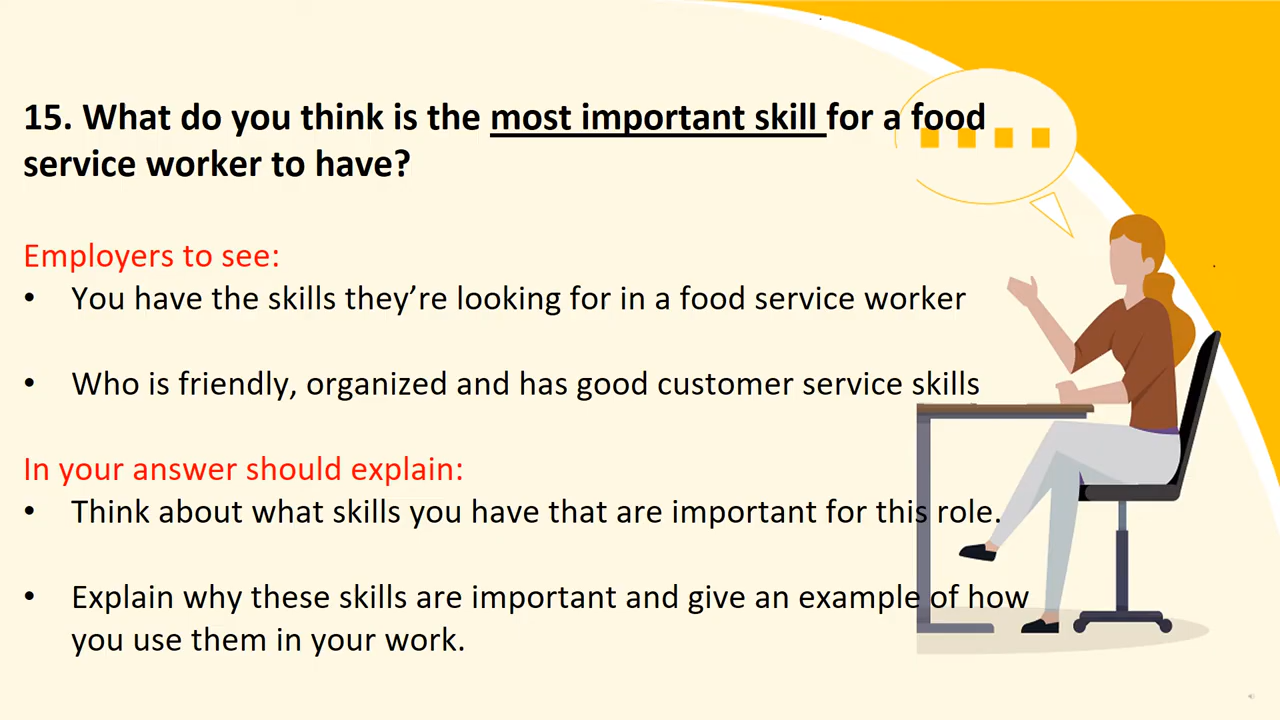 15. What do you think is the most important skill for a food
service worker to have?
Employers to see:
• You have the skills they’re looking for in a food service worker
• Who is friendly, organized and has good customer service skills
In your answer should explain:
• Think about what skills you have that are important for this role.
• Explain why these skills are important and give an example of how
you use them in your work.